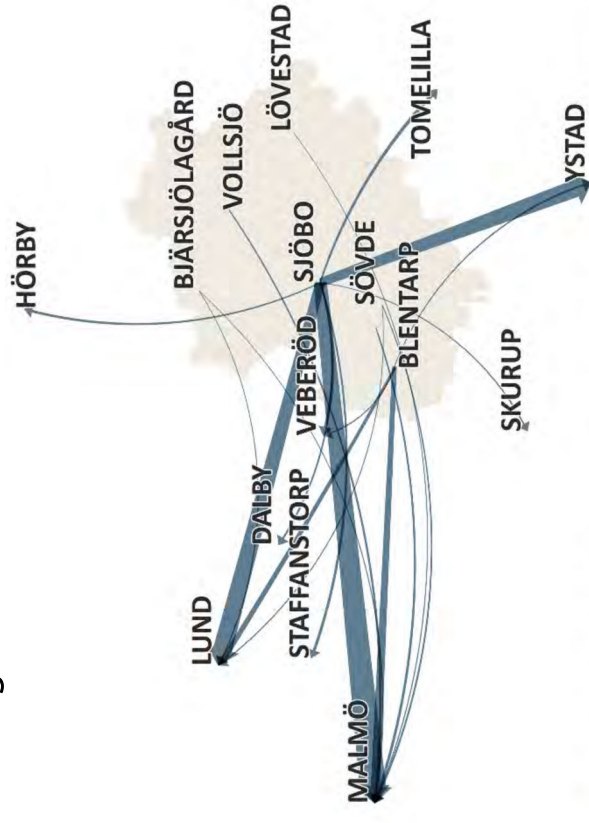 HÖRBY
BJÄRSJÖLAGÅRD
VOLLSJÖ
LÖVESTAD
LUND
DALBY
VEBERÖD
SJÖBO
STAFFANSTORP
SÖVDE
TOMELILLA
MALMÖ
BLENTARP
SKURUP
YSTAD